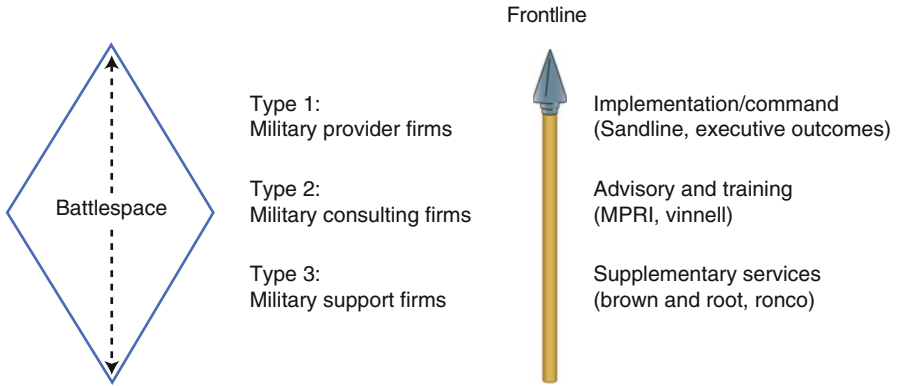 Frontline
Battlespace
Type 1:
Military provider firms
Implementation/command
(Sandline, executive outcomes)
Type 2:
Military consulting firms
Advisory and training
(MPRI, vinnell)
Type 3:
Military support firms
Supplementary services
(brown and root, ronco)